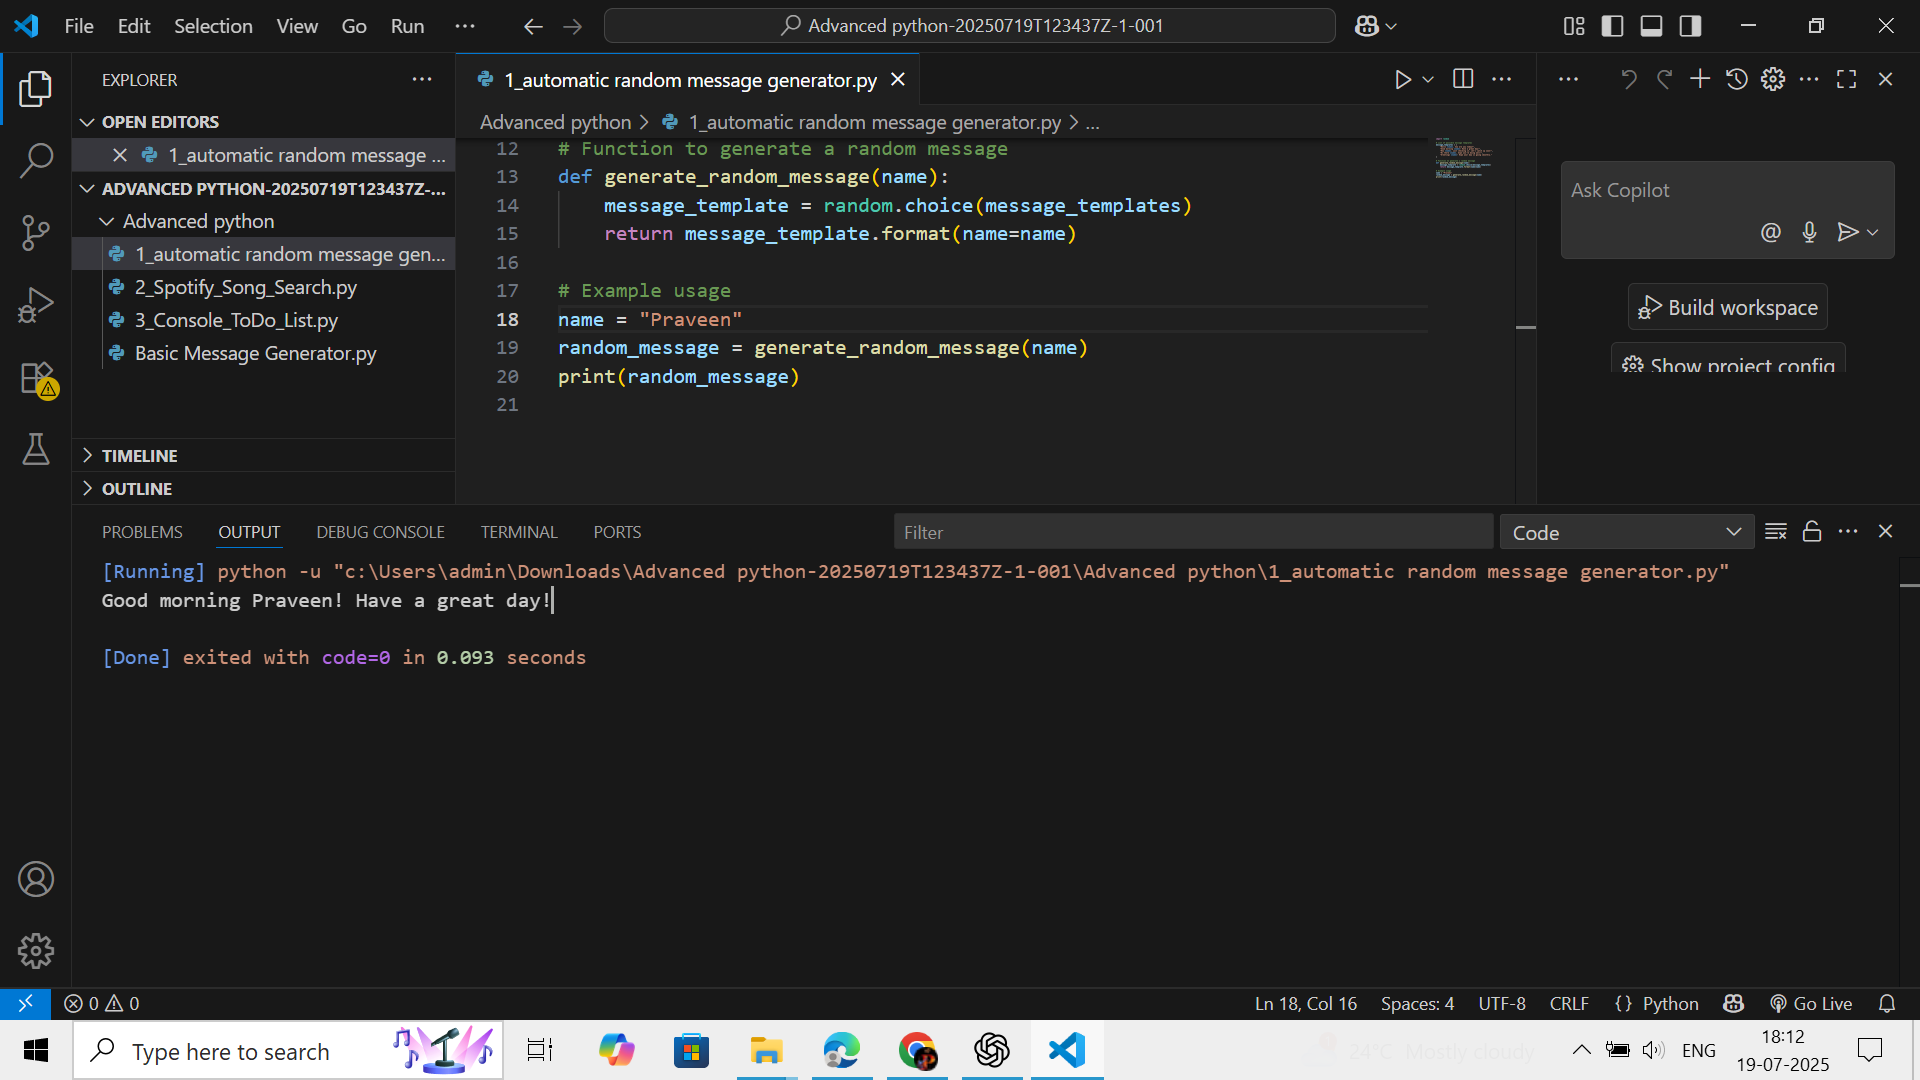 File Edit Selection View Go Run ...
Advanced python-20250719T123437Z-1-001
EXPLORER
OPEN EDITORS
1_automatic random message ...
ADVANCED PYTHON-20250719T123437Z-...
Advanced python
1_automatic random message gen...
2_Spotify_Song_Search.py
3_Console_ToDo_List.py
Basic Message Generator.py
TIMELINE
OUTLINE
1_automatic random message generator.py
Advanced python > 1_automatic random message generator.py > ...
12 # Function to generate a random message
13 def generate_random_message(name):
14 message_template = random.choice(message_templates)
15 return message_template.format(name=name)
16
17 # Example usage
18 name = "Praveen"
19 random_message = generate_random_message(name)
20 print(random_message)
21
Ask Copilot
Build workspace
Show project config
PROBLEMS OUTPUT DEBUG CONSOLE TERMINAL PORTS
Filter
Code
[Running] python -u "c:\Users\admin\Downloads\Advanced python-20250719T123437Z-1-001\Advanced python\1_automatic random message generator.py"
Good morning Praveen! Have a great day!
[Done] exited with code=0 in 0.093 seconds
0 0
Ln 18, Col 16 Spaces: 4 UTF-8 CRLF {} Python Go Live
Type here to search
24°C Mostly cloudy
ENG
18:12
19-07-2025